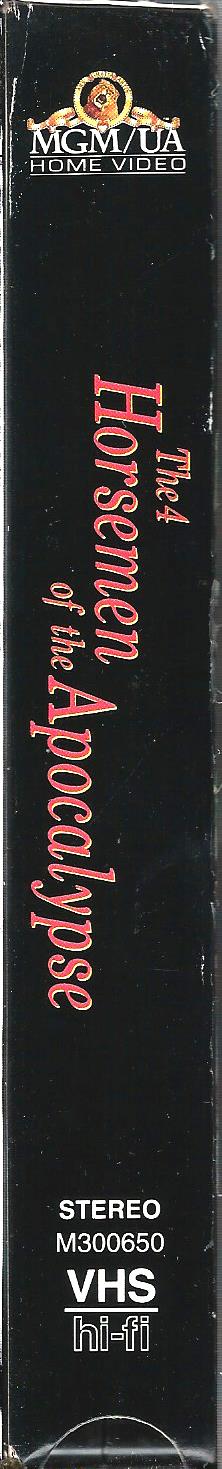 MGM/UA
HOME VIDEO
The 4
Horsemen
of the Apocalypse
STEREO
M300650
VHS
hi-fi